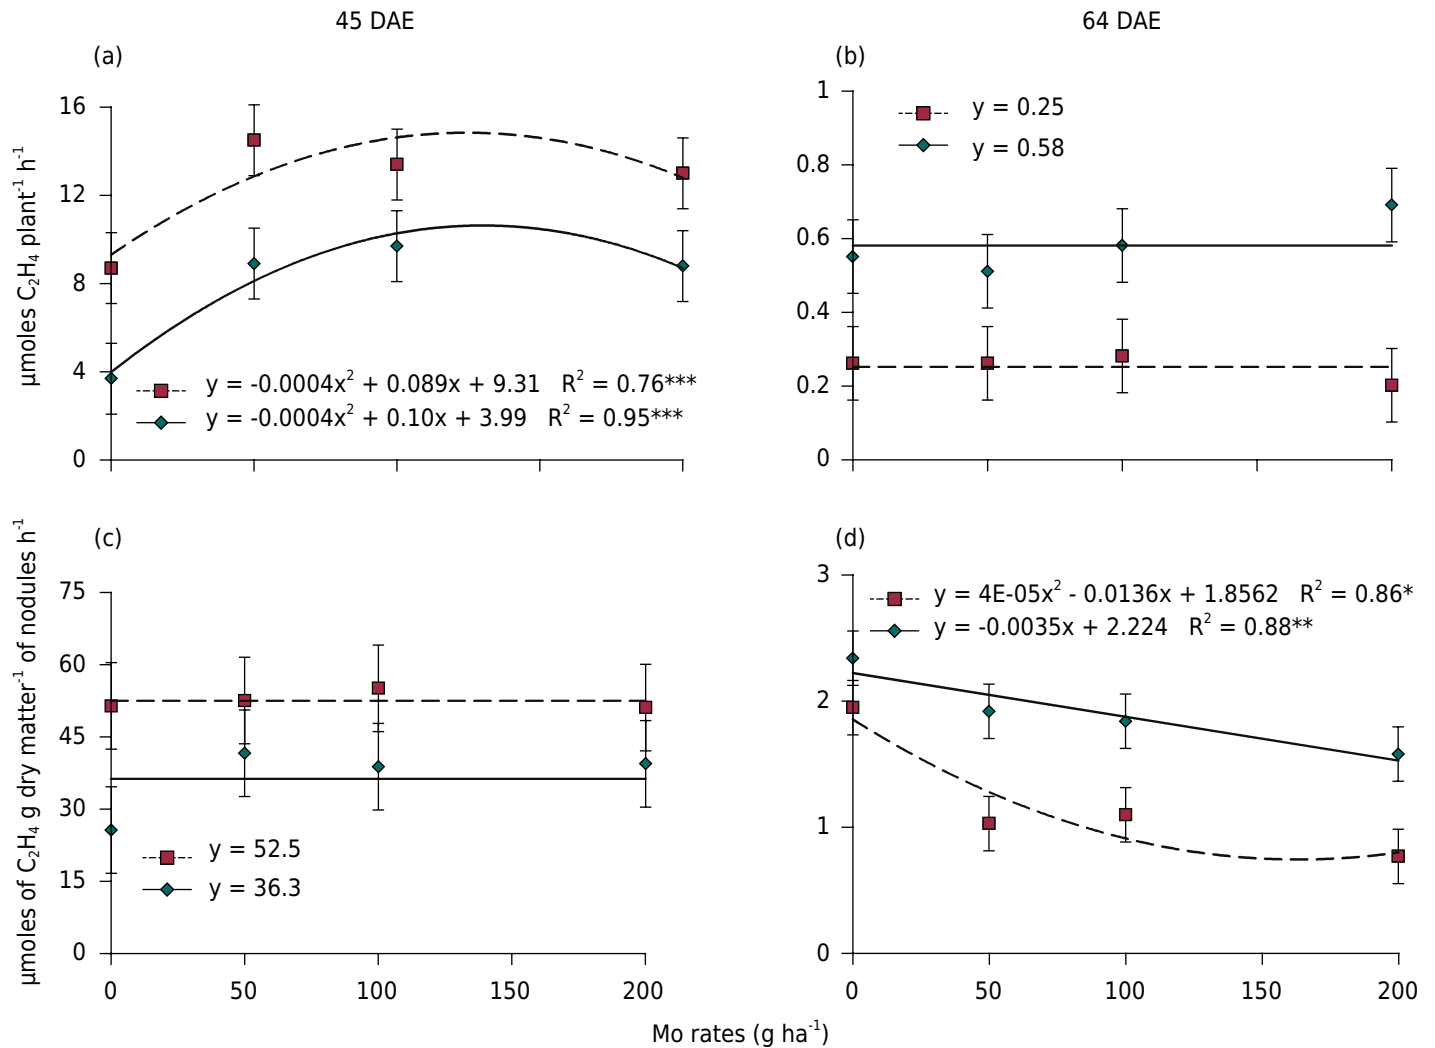 45 DAE
64 DAE
(a)
(b)
16
12
8
4
0
μmoles C₂H₄ plant⁻¹ h⁻¹
y = -0.0004x² + 0.089x + 9.31 R² = 0.76***
y = -0.0004x² + 0.10x + 3.99 R² = 0.95***
1
0.8
0.6
0.4
0.2
0
y = 0.25
y = 0.58
(c)
(d)
75
60
45
30
15
0
μmoles of C₂H₄ g dry matter⁻¹ of nodules h⁻¹
y = 52.5
y = 36.3
0 50 100 150 200
3
2
1
0
y = 4E-05x² - 0.0136x + 1.8562 R² = 0.86*
y = -0.0035x + 2.224 R² = 0.88**
0 50 100 150 200
Mo rates (g ha⁻¹)